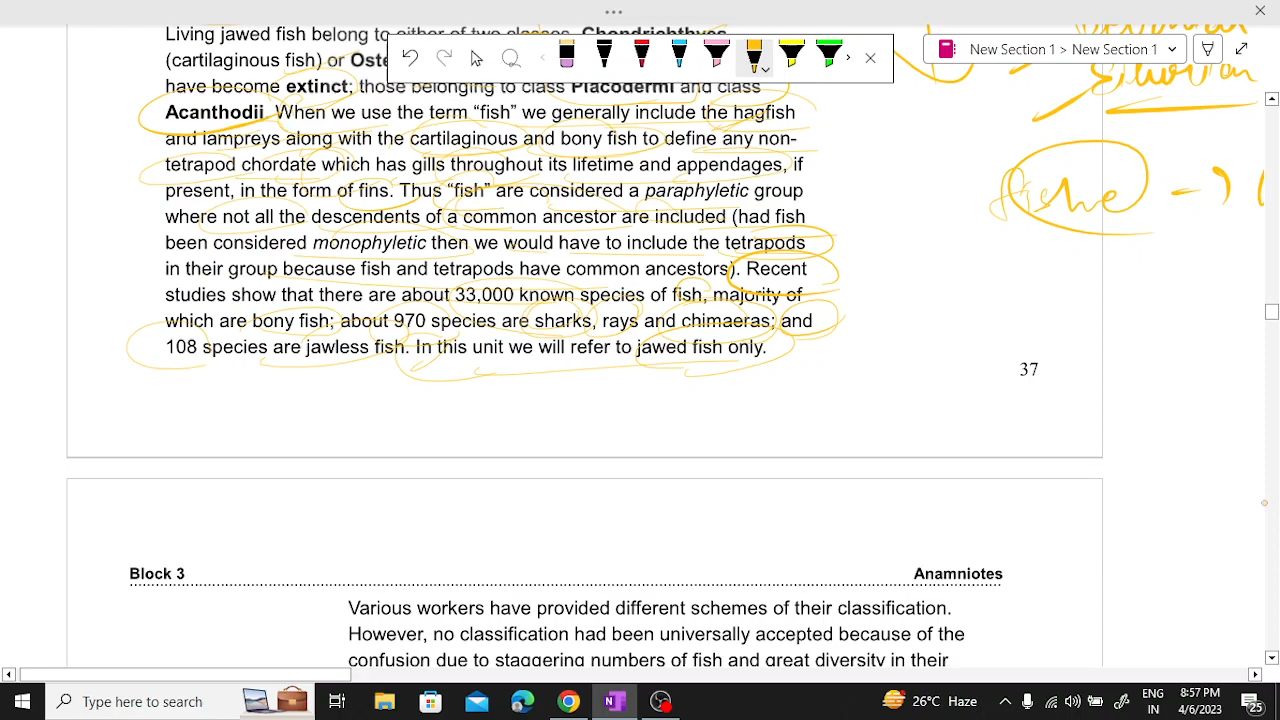 Living jawed fish belong to either of two classes, Chondrichthyes
(cartilaginous fish) or Oste
have become extinct; those belonging to class Placodermi and class
Acanthodii. When we use the term “fish” we generally include the hagfish
and lampreys along with the cartilaginous and bony fish to define any non-
tetrapod chordate which has gills throughout its lifetime and appendages, if
present, in the form of fins. Thus “fish” are considered a paraphyletic group
where not all the descendents of a common ancestor are included (had fish
been considered monophyletic then we would have to include the tetrapods
in their group because fish and tetrapods have common ancestors). Recent
studies show that there are about 33,000 known species of fish, majority of
which are bony fish; about 970 species are sharks, rays and chimaeras; and
108 species are jawless fish. In this unit we will refer to jawed fish only.
New Section 1 > New Section 1
fishe
37
Block 3
Anamniotes
Various workers have provided different schemes of their classification.
However, no classification had been universally accepted because of the
confusion due to staggering numbers of fish and great diversity in their
Type here to search
26°C Haze
ENG
IN
8:57 PM
4/6/2023
25